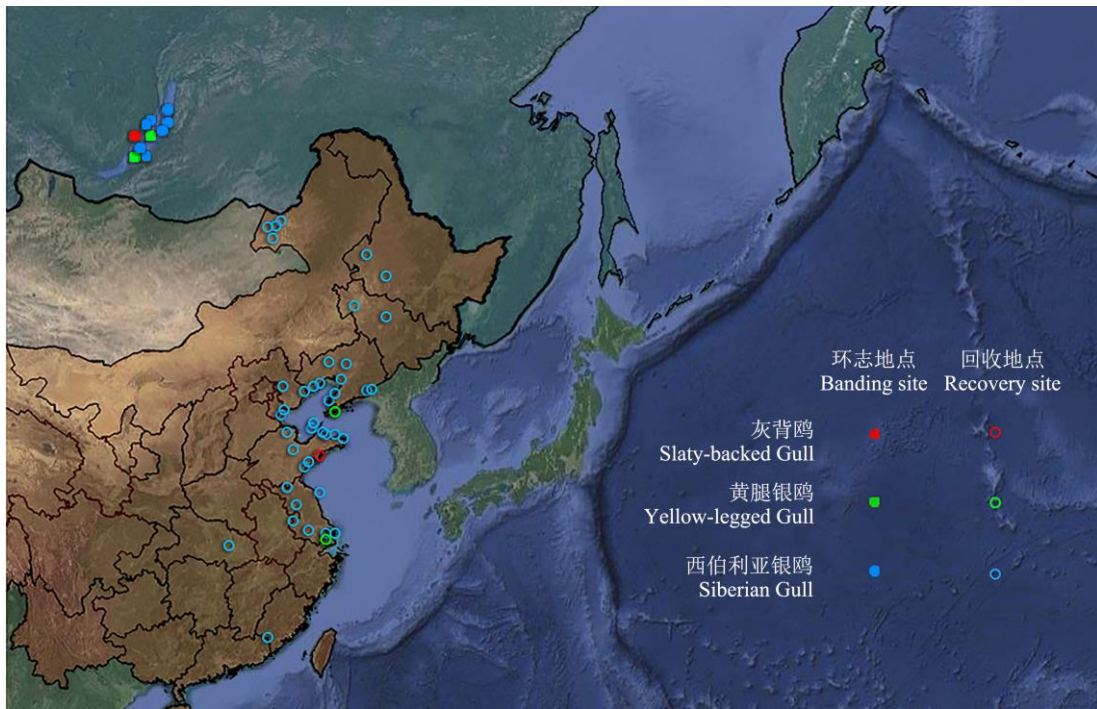 环志地点 回收地点
Banding site Recovery site
灰背鸥
Slaty-backed Gull
黄腿银鸥
Yellow-legged Gull
西伯利亚银鸥
Siberian Gull